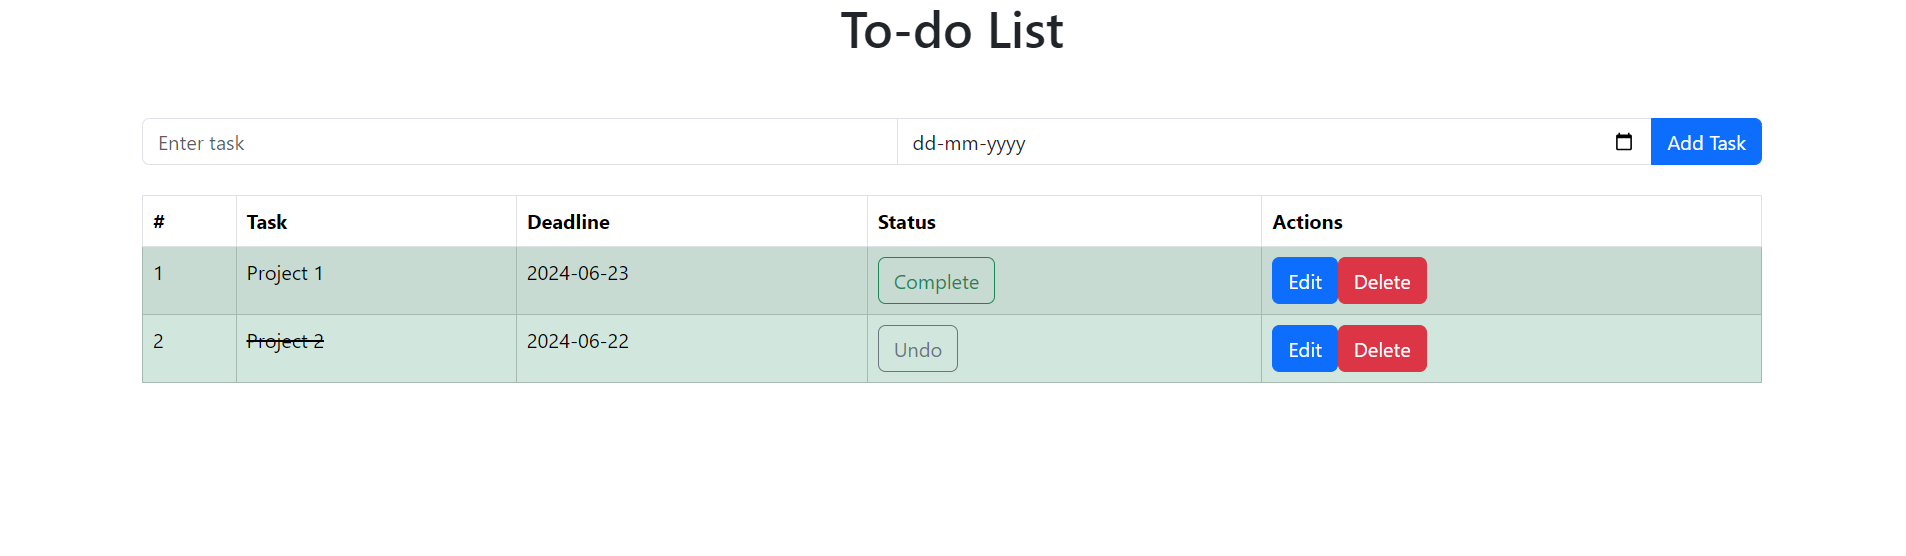 To-do List
Enter task dd-mm-yyyy Add Task
# Task Deadline Status Actions
1 Project 1 2024-06-23 Complete Edit Delete
2 Project 2 2024-06-22 Undo Edit Delete